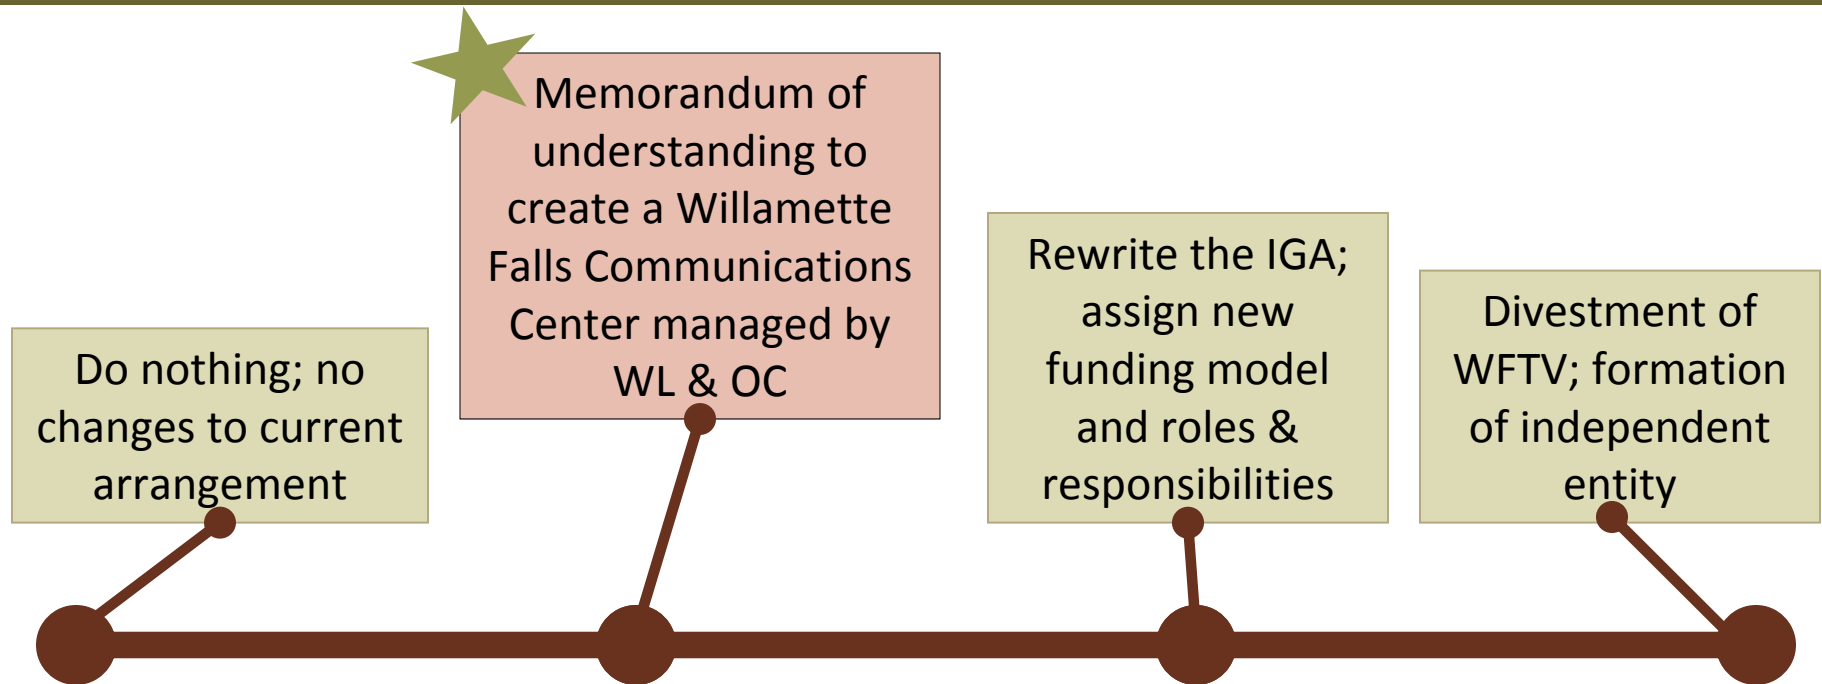 Do nothing; no
changes to current
arrangement
Memorandum of
understanding to
create a Willamette
Falls Communications
Center managed by
WL & OC
Rewrite the IGA;
assign new
funding model
and roles &
responsibilities
Divestment of
WFTV; formation
of independent
entity